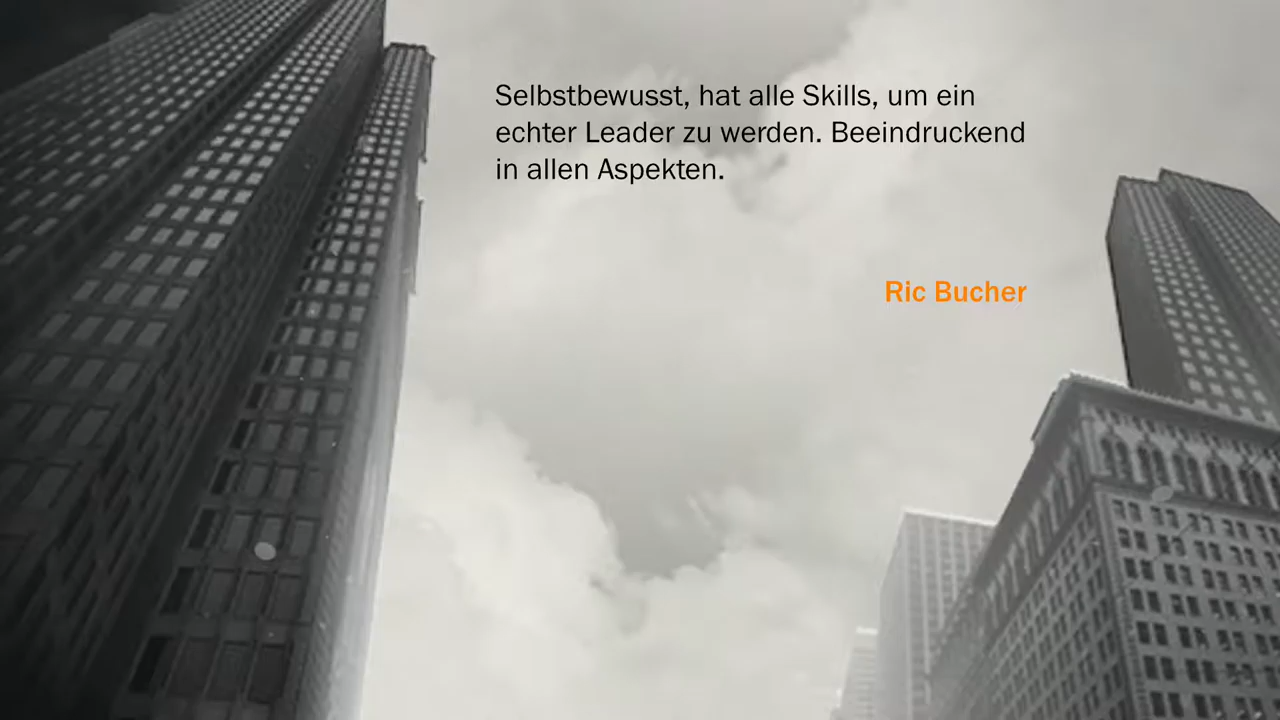 Selbstbewusst, hat alle Skills, um ein
echter Leader zu werden. Beeindruckend
in allen Aspekten.
Ric Bucher